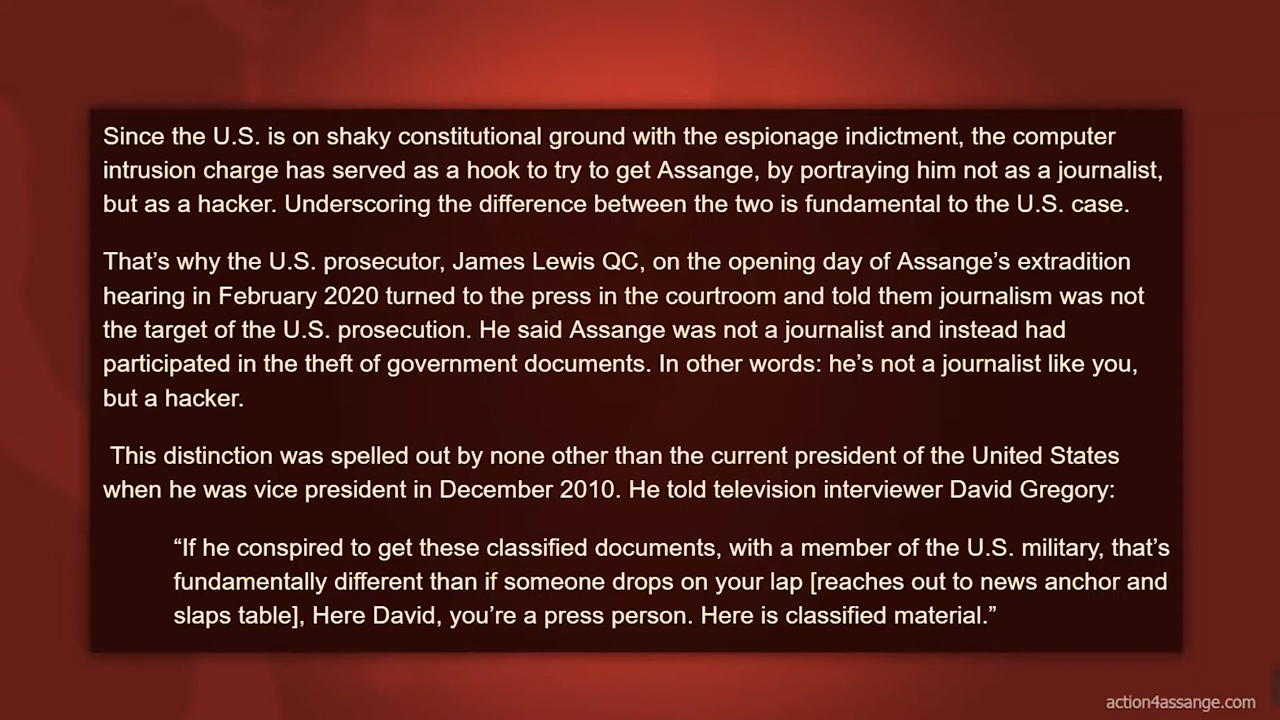 Since the U.S. is on shaky constitutional ground with the espionage indictment, the computer
intrusion charge has served as a hook to try to get Assange, by portraying him not as a journalist,
but as a hacker. Underscoring the difference between the two is fundamental to the U.S. case.
That’s why the U.S. prosecutor, James Lewis QC, on the opening day of Assange’s extradition
hearing in February 2020 turned to the press in the courtroom and told them journalism was not
the target of the U.S. prosecution. He said Assange was not a journalist and instead had
participated in the theft of government documents. In other words: he’s not a journalist like you,
but a hacker.
This distinction was spelled out by none other than the current president of the United States
when he was vice president in December 2010. He told television interviewer David Gregory:
“If he conspired to get these classified documents, with a member of the U.S. military, that’s
fundamentally different than if someone drops on your lap [reaches out to news anchor and
slaps table], Here David, you’re a press person. Here is classified material.”
action4assange.com